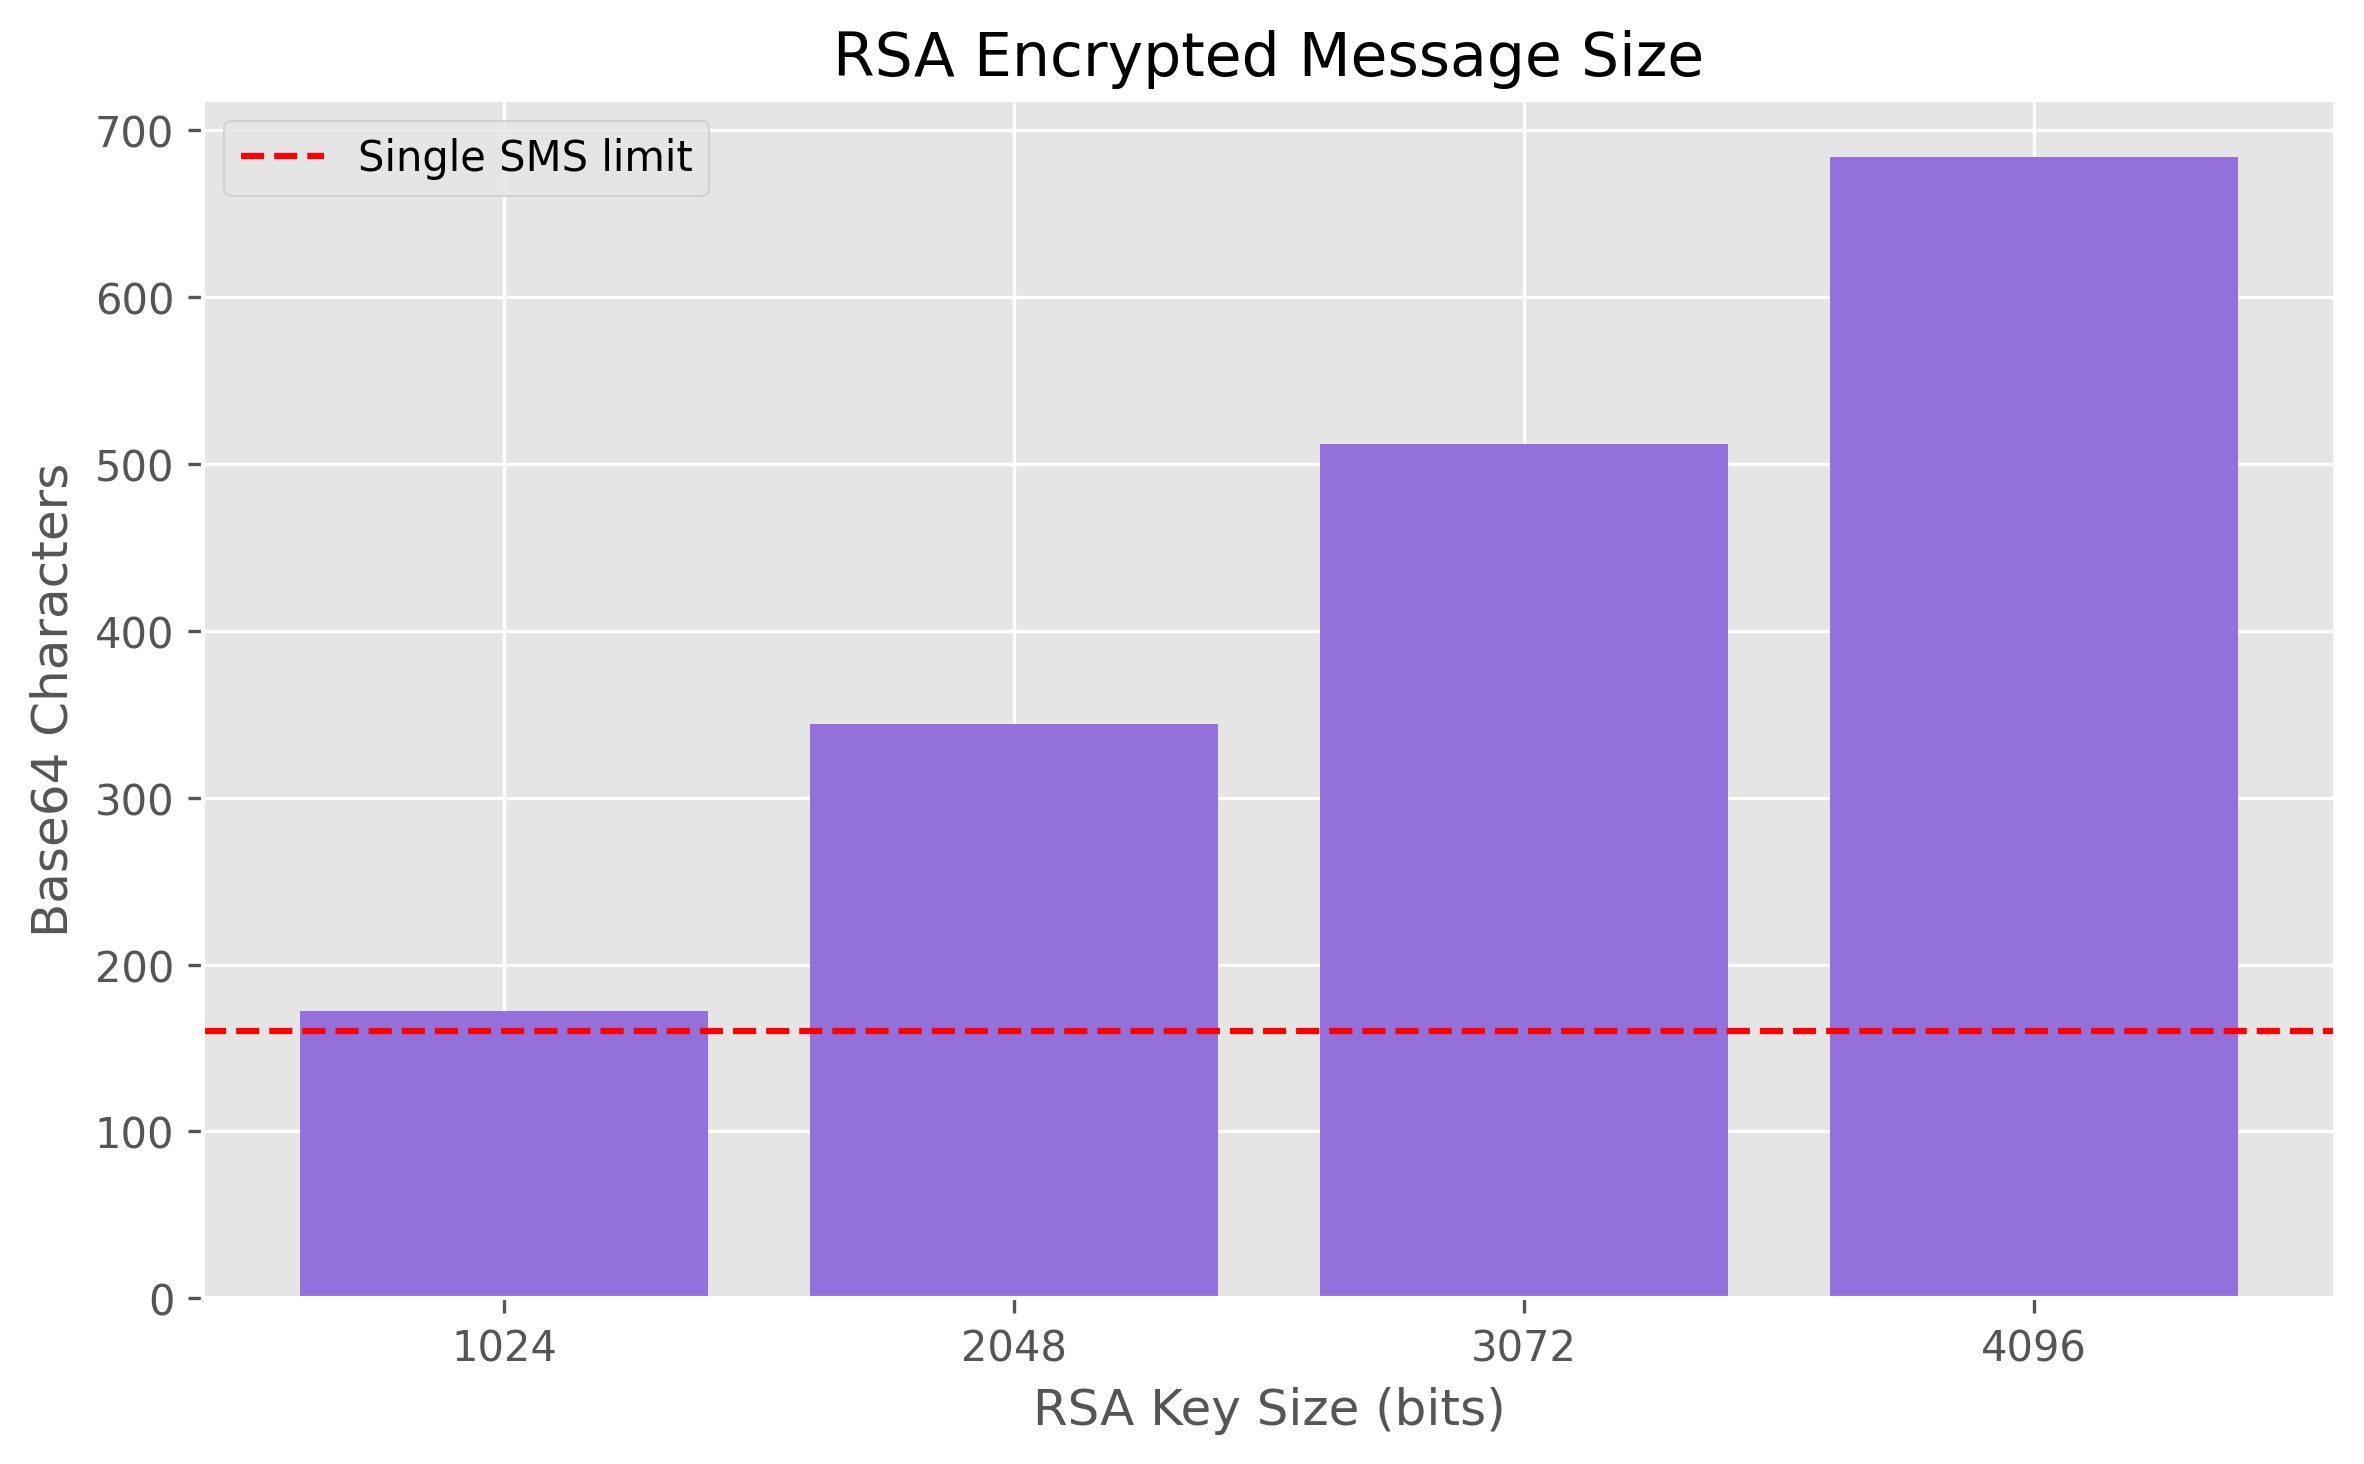 RSA Encrypted Message Size
Single SMS limit
700
600
500
400
300
200
100
0
Base64 Characters
1024 2048 3072 4096
RSA Key Size (bits)